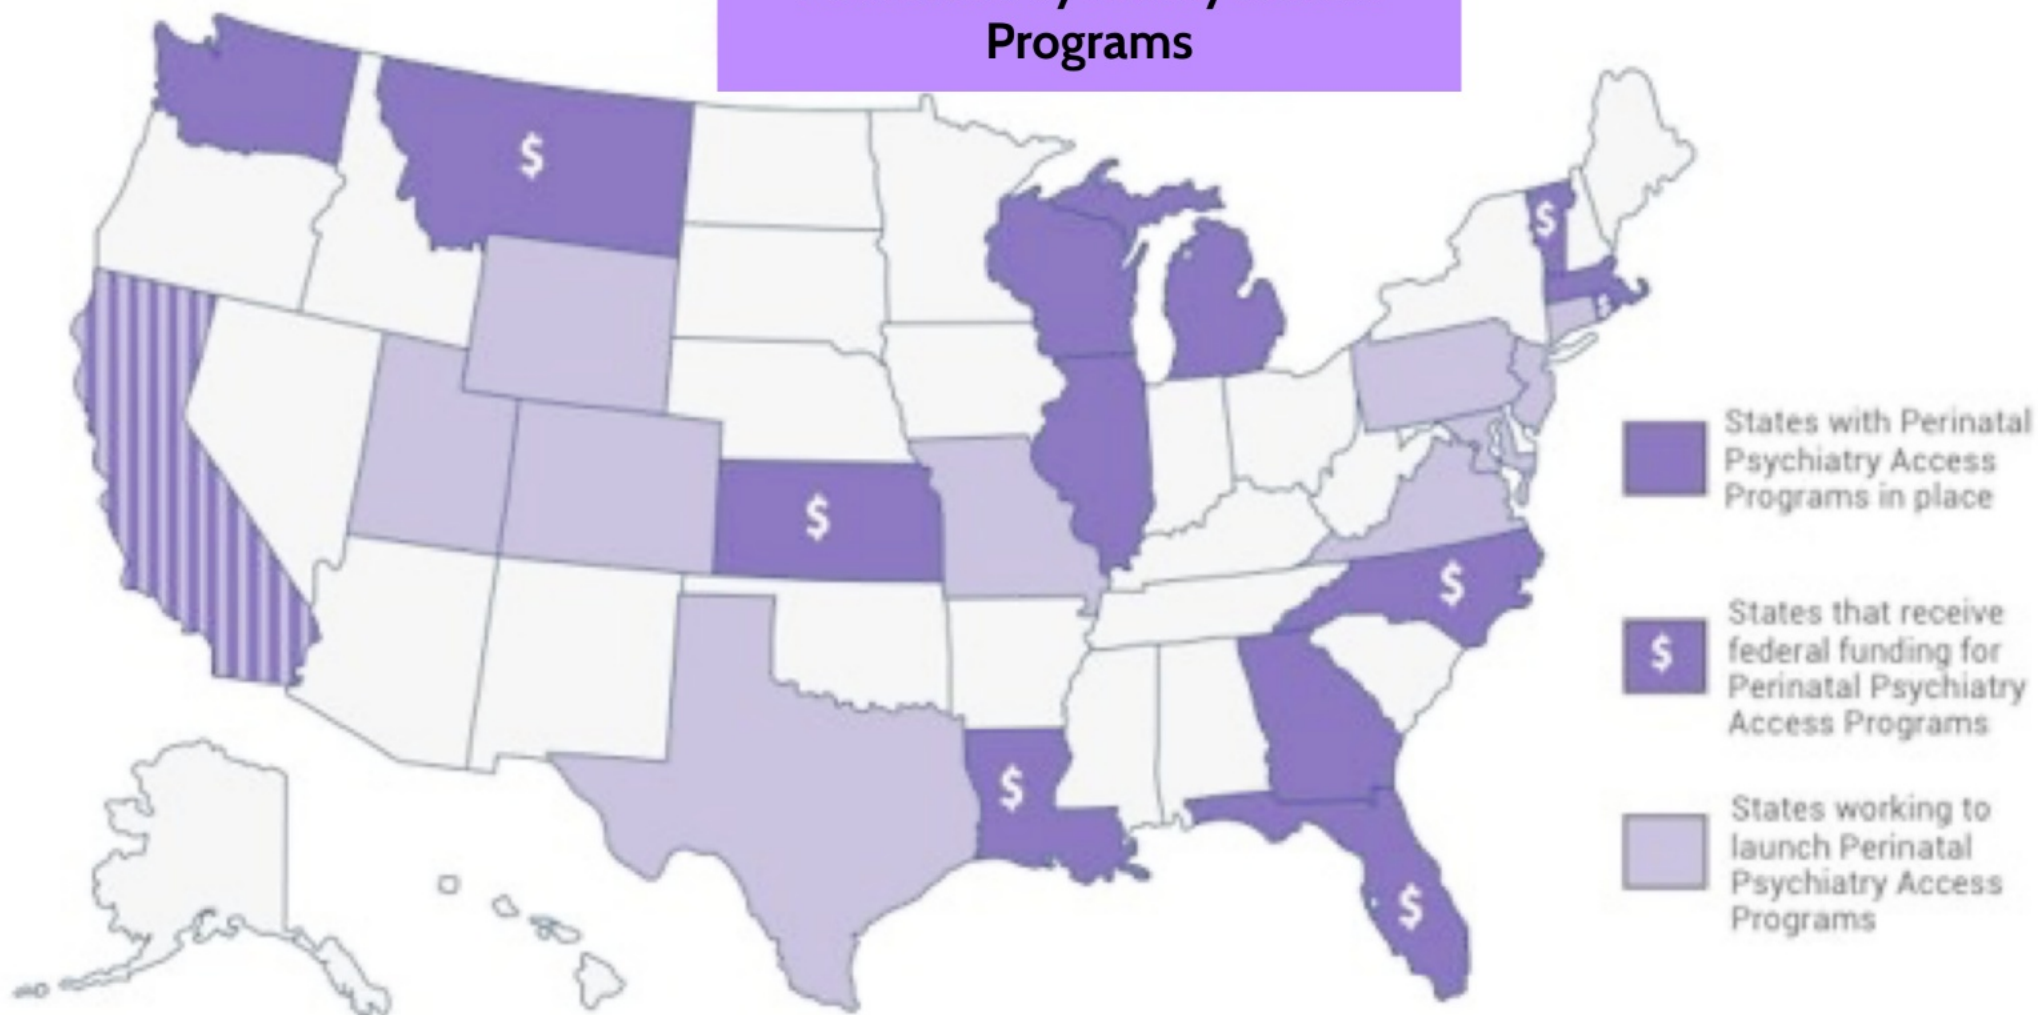 Programs
$
$
$
$
$
$
$
States with Perinatal
Psychiatry Access
Programs in place
$
States that receive
federal funding for
Perinatal Psychiatry
Access Programs
States working to
launch Perinatal
Psychiatry Access
Programs